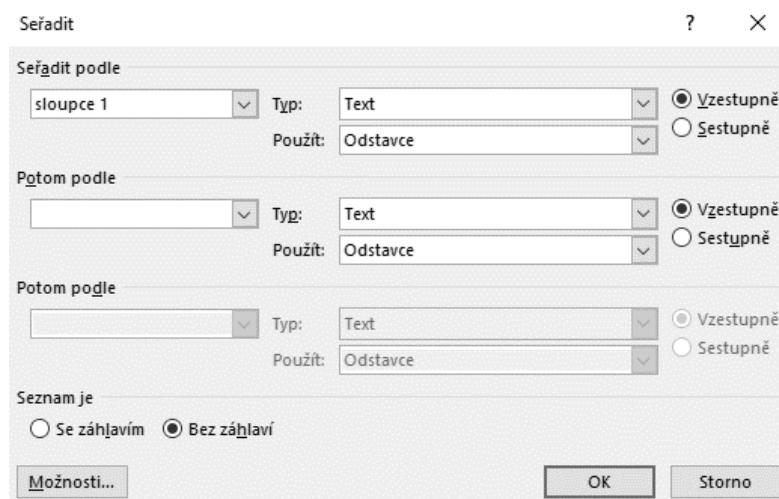 Seřadit ?
Seřadit podle
sloupce 1 Typ: Text Vzestupně
Použít: Odstavce Sestupně
Potom podle
Typ: Text Vzestupně
Použít: Odstavce Sestupně
Potom podle
Typ: Text Vzestupně
Použít: Odstavce Sestupně
Seznam je
Se záhlavím Bez záhlaví
Možnosti... OK Storno